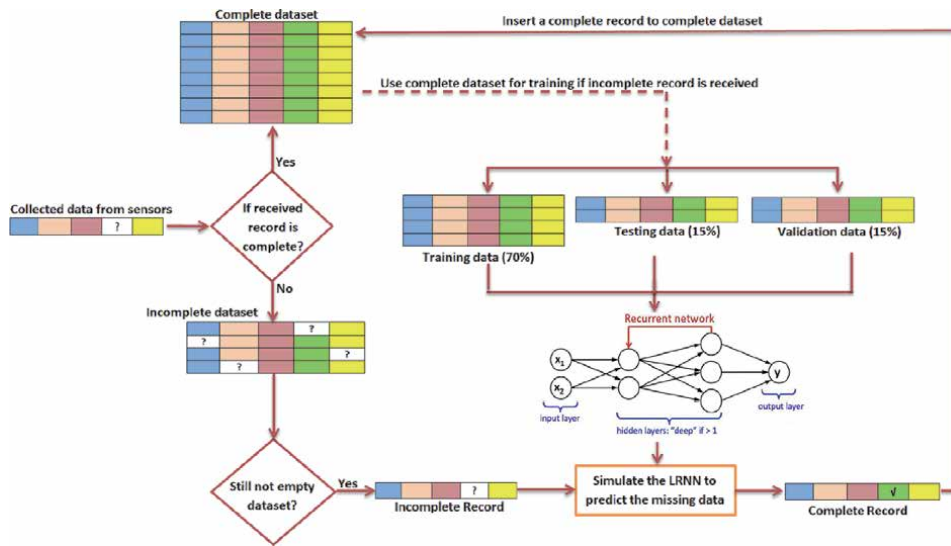 Complete dataset
Insert a complete record to complete dataset
Use complete dataset for training if incomplete record is received
Yes
Collected data from sensors
?
If received
record is
complete?
Training data (70%)
Testing data (15%)
Validation data (15%)
No
Incomplete dataset
?
?
?
?
Recurrent network
x₁
x₂
y
input layer
output layer
hidden layers: "deep" if > 1
Still not empty
dataset?
Yes
?
Incomplete Record
Simulate the LRNN to
predict the missing data
√
Complete Record